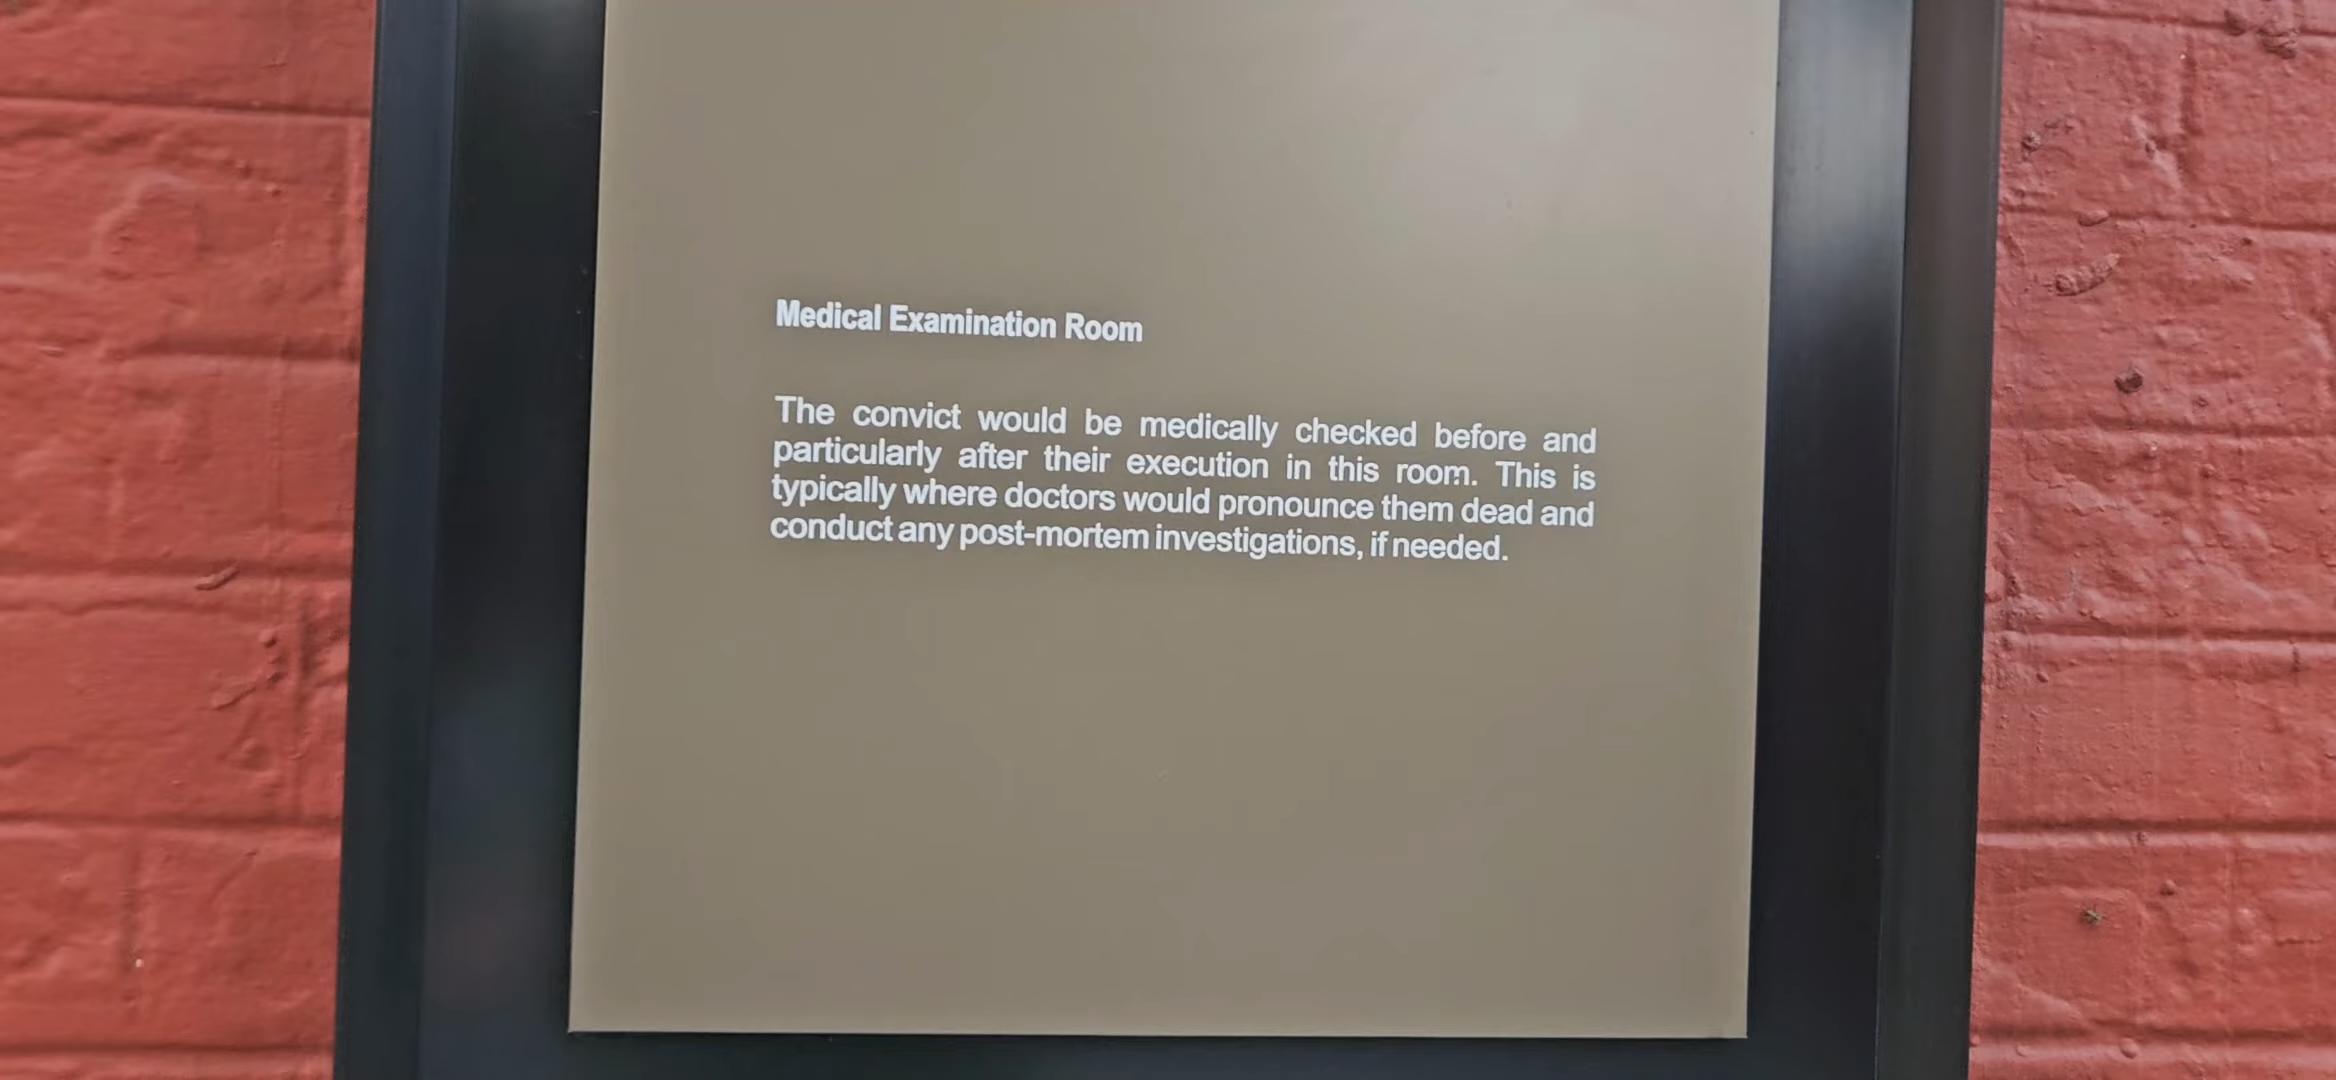 Medical Examination Room
The convict would be medically checked before and
particularly after their execution in this room. This is
typically where doctors would pronounce them dead and
conduct any post-mortem investigations, if needed.